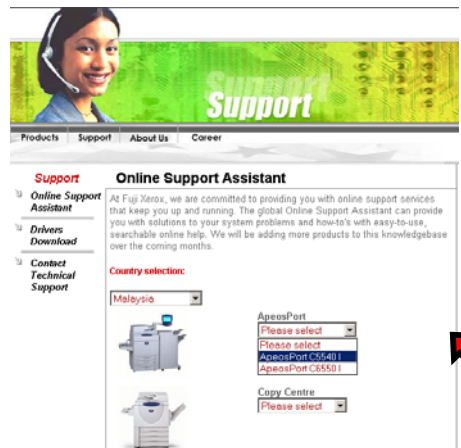 Support
Support
Products Support About Us Career
Support
Online Support Assistant
Drivers Download
Contact Technical Support
Online Support Assistant
At Fuji Xerox, we are committed to providing you with online support services
that keep you up and running. The global Online Support Assistant can provide
you with solutions to your system problems and how-to's with easy-to-use,
searchable online help. We will be adding more products to this knowledgebase
over the coming months.
Country selection:
Malaysia
ApeosPort
Please select
Please select
ApeosPort C5540 I
ApeosPort C6550 I
Copy Centre
Please select